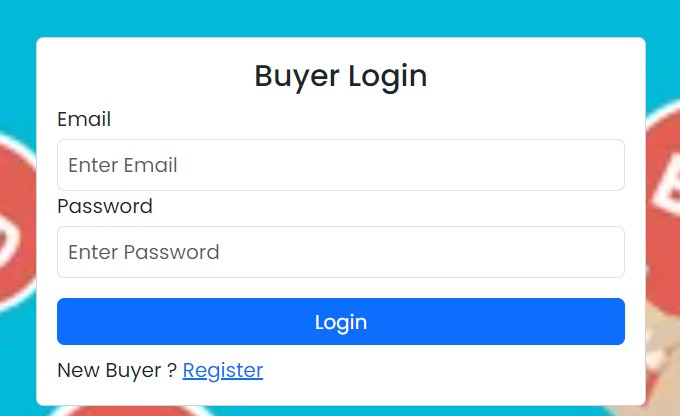 Buyer Login
Email
Enter Email
Password
Enter Password
Login
New Buyer ? Register